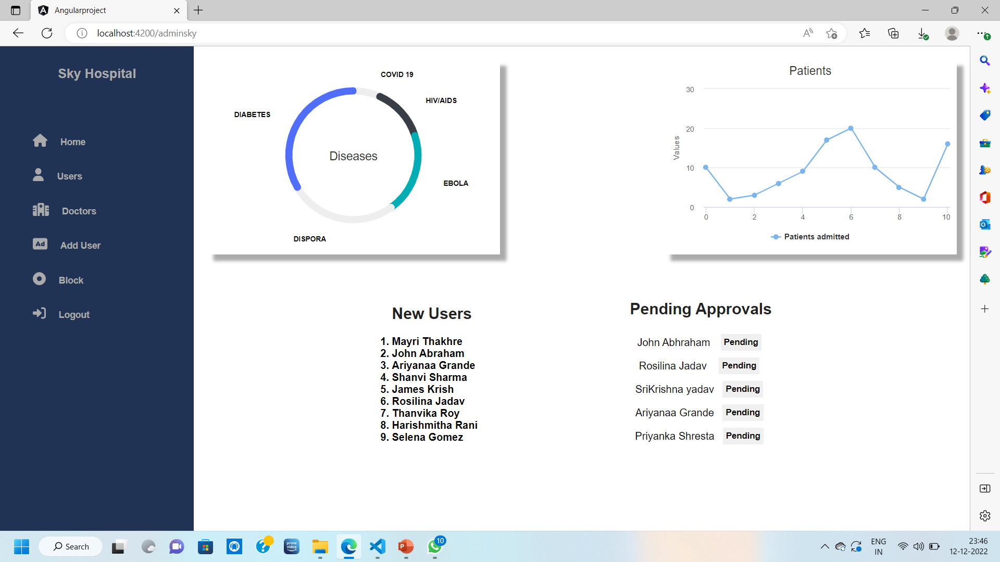 Angularproject
localhost:4200/adminsky
Sky Hospital
Home
Users
Doctors
Ad Add User
Block
Logout
COVID 19
HIV/AIDS
DIABETES
Diseases
EBOLA
DISPORA
Patients
30
20
10
0
Values
0 2 4 6 8 10
Patients admitted
New Users
1. Mayri Thakhre
2. John Abraham
3. Ariyanaa Grande
4. Shanvi Sharma
5. James Krish
6. Rosilina Jadav
7. Thanvika Roy
8. Harishmitha Rani
9. Selena Gomez
Pending Approvals
John Abhraham Pending
Rosilina Jadav Pending
SriKrishna yadav Pending
Ariyanaa Grande Pending
Priyanka Shresta Pending
Search
prime video
10
ENG
IN
23:46
12-12-2022